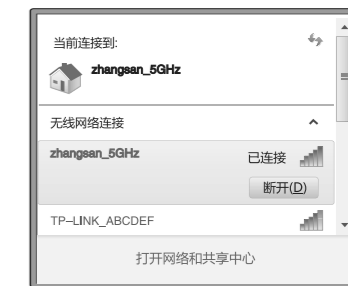 当前连接到:
zhangsan_5GHz
无线网络连接
zhangsan_5GHz
已连接
断开(D)
TP–LINK_ABCDEF
打开网络和共享中心